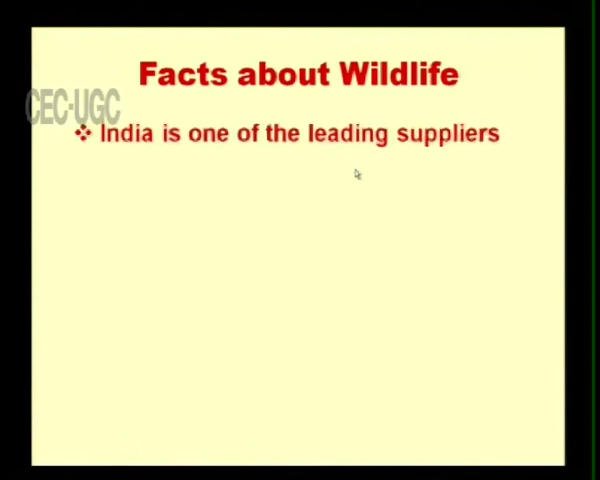 Facts about Wildlife
CEC-UGC
❖ India is one of the leading suppliers